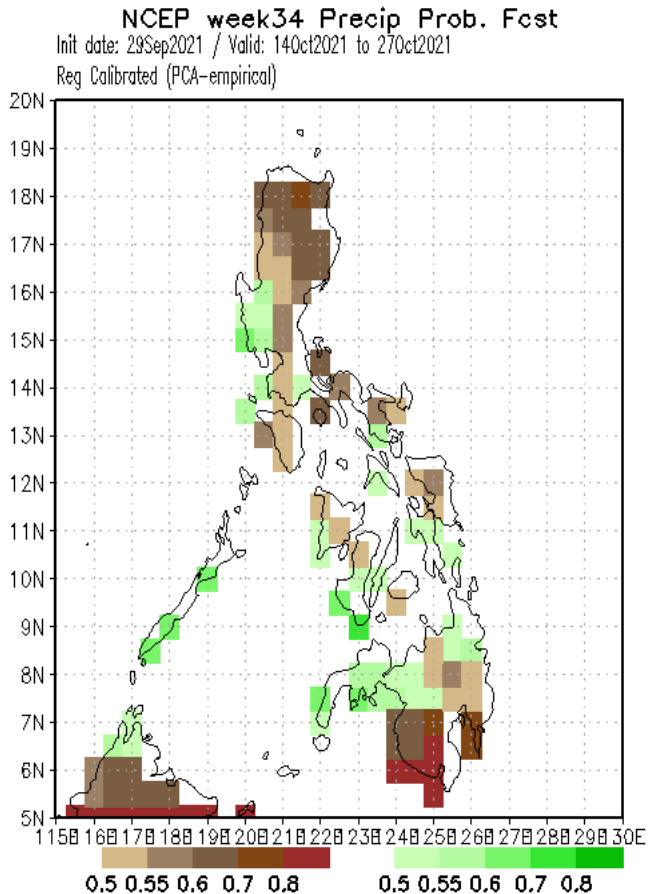 NCEP week34 Precip Prob. Fcst
Init date: 29Sep2021 / Valid: 14Oct2021 to 27Oct2021
Reg Calibrated (PCA-empirical)
20N
19N
18N
17N
16N
15N
14N
13N
12N
11N
10N
9N
8N
7N
6N
5N
115E 116E 117E 118E 119E 120E 121E 122E 123E 124E 125E 126E 127E 128E 129E 130E
0.5 0.55 0.6 0.7 0.8 0.5 0.55 0.6 0.7 0.8